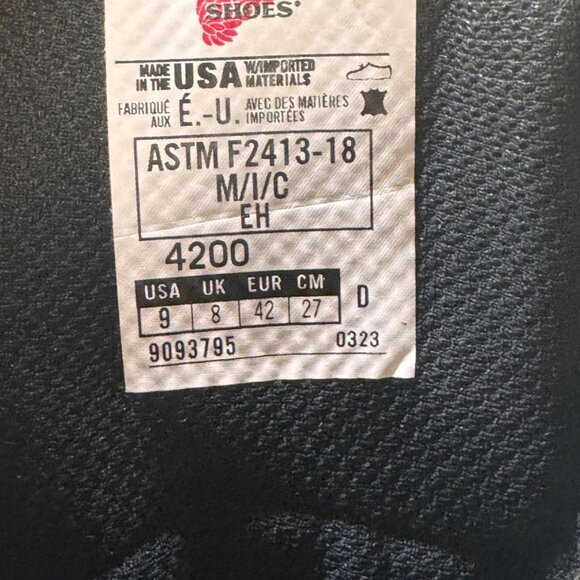 SHOES®
MADE IN THE USA W/IMPORTED MATERIALS
FABRIQUÉ AUX É.-U. AVEC DES MATIÈRES IMPORTÉES
ASTM F2413-18
M/I/C
EH
4200
USA UK EUR CM
9 8 42 27 D
9093795 0323